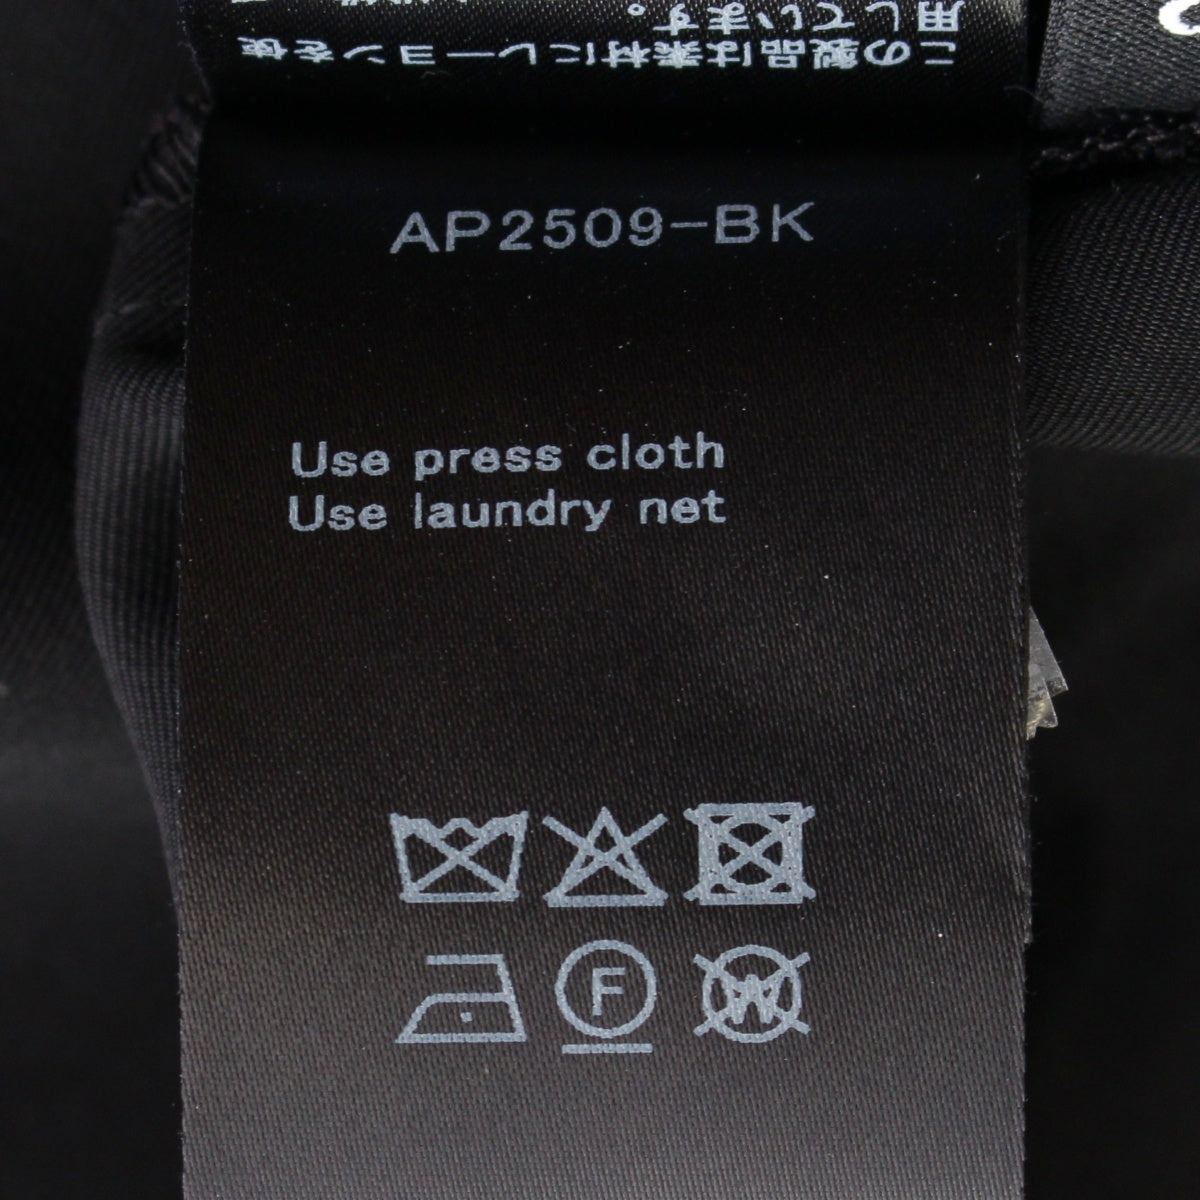 この製品は素材にレーヨンを使
用しています。
AP2509-BK
Use press cloth
Use laundry net
F
W